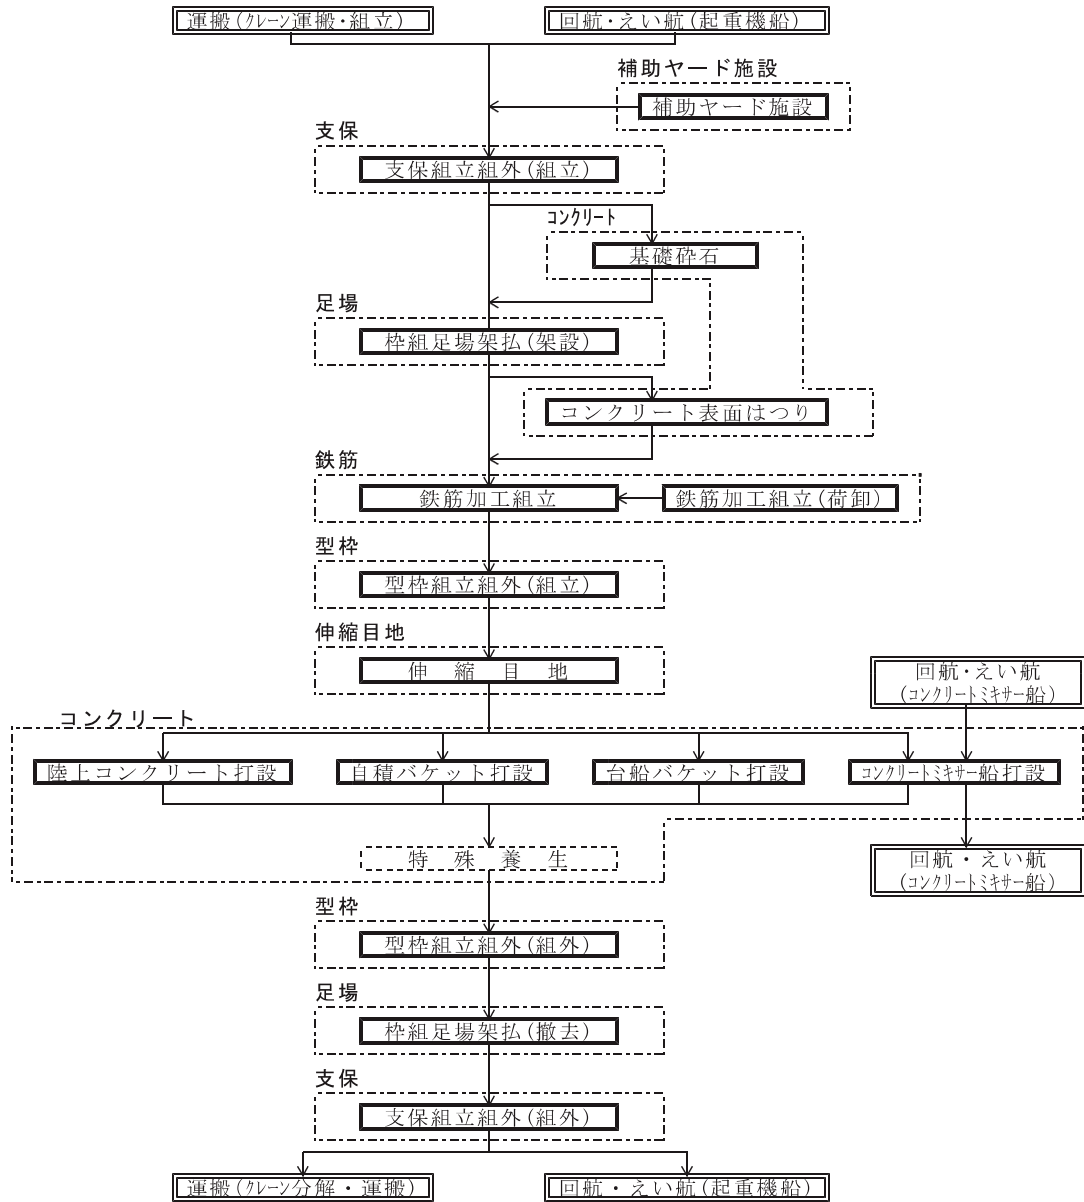 運搬(ｸﾚｰﾝ運搬･組立)
回航･えい航(起重機船)
補助ヤード施設
補助ヤード施設
支保
支保組立組外(組立)
ｺﾝｸﾘｰﾄ
基礎砕石
足場
枠組足場架払(架設)
コンクリート表面はつり
鉄筋
鉄筋加工組立
鉄筋加工組立(荷卸)
型枠
型枠組立組外(組立)
伸縮目地
伸　縮　目　地
回航･えい航
(ｺﾝｸﾘｰﾄﾐｷｻｰ船)
コンクリート
陸上コンクリート打設
自積バケット打設
台船バケット打設
ｺﾝｸﾘｰﾄﾐｷｻｰ船打設
特　殊　養　生
回航・えい航
(ｺﾝｸﾘｰﾄﾐｷｻｰ船)
型枠
型枠組立組外(組外)
足場
枠組足場架払(撤去)
支保
支保組立組外(組外)
運搬(ｸﾚｰﾝ分解・運搬)
回航・えい航(起重機船)